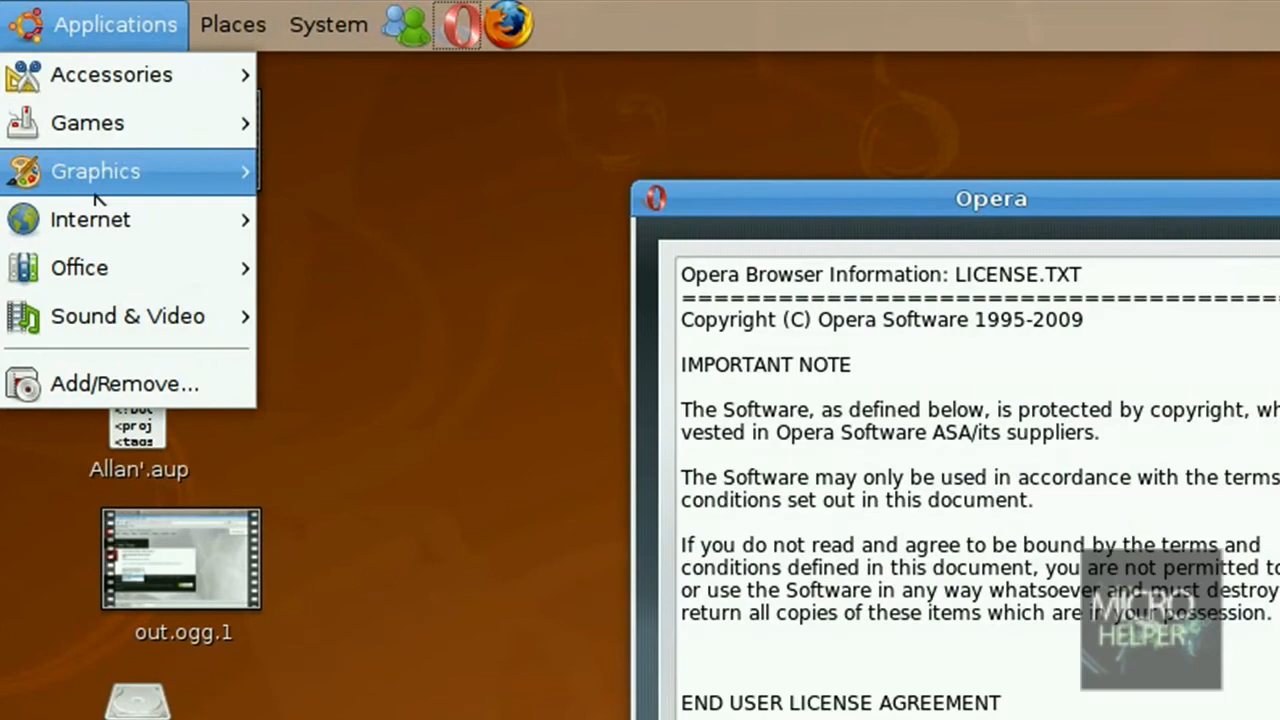 Applications Places System
Accessories
Games
Graphics
Internet
Office
Sound & Video
Add/Remove...
<proj
<tags
Allan'.aup
out.ogg.1
Opera
Opera Browser Information: LICENSE.TXT
==================================
Copyright (C) Opera Software 1995-2009
IMPORTANT NOTE
The Software, as defined below, is protected by copyright,
vested in Opera Software ASA/its suppliers.
The Software may only be used in accordance with the terms
conditions set out in this document.
If you do not read and agree to be bound by the terms and
conditions defined in this document, you are not permitted
or use the Software in any way whatsoever and must destroy
return all copies of these items which are in your possession.
END USER LICENSE AGREEMENT
MICRO
HELPER